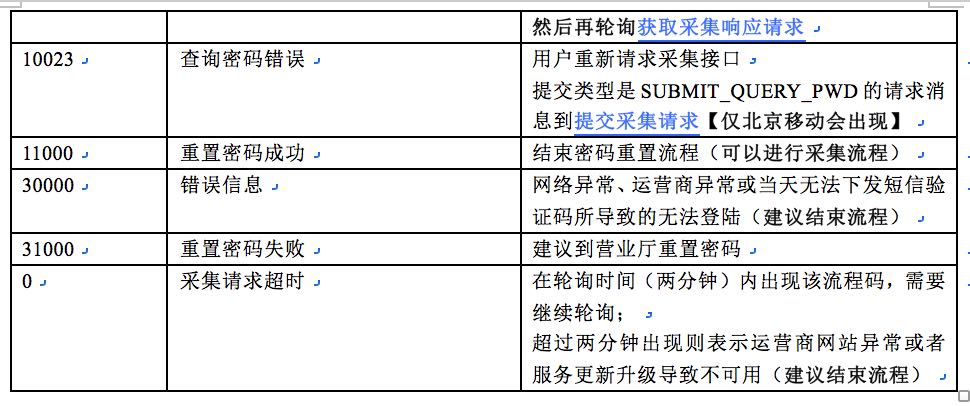 然后再轮询获取采集响应请求
10023 查询密码错误 用户重新请求采集接口
提交类型是 SUBMIT_QUERY_PWD 的请求消
息到提交采集请求【仅北京移动会出现】
11000 重置密码成功 结束密码重置流程（可以进行采集流程）
30000 错误信息 网络异常、运营商异常或当天无法下发短信验
证码所导致的无法登陆（建议结束流程）
31000 重置密码失败 建议到营业厅重置密码
0 采集请求超时 在轮询时间（两分钟）内出现该流程码，需要
继续轮询；
超过两分钟出现则表示运营商网站异常或者
服务更新升级导致不可用（建议结束流程）